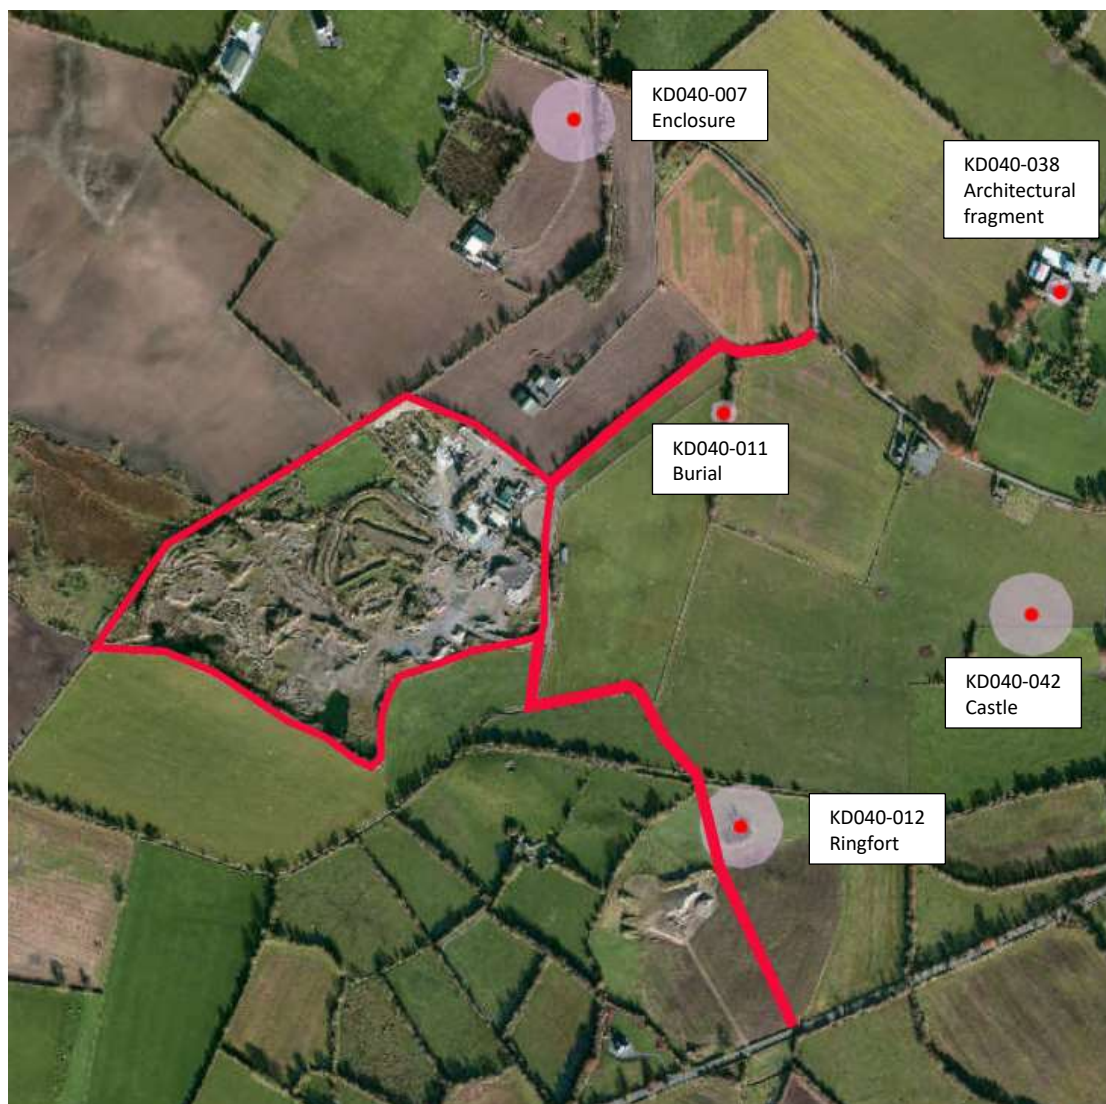 KD040-007
Enclosure
KD040-038
Architectural
fragment
KD040-011
Burial
KD040-042
Castle
KD040-012
Ringfort